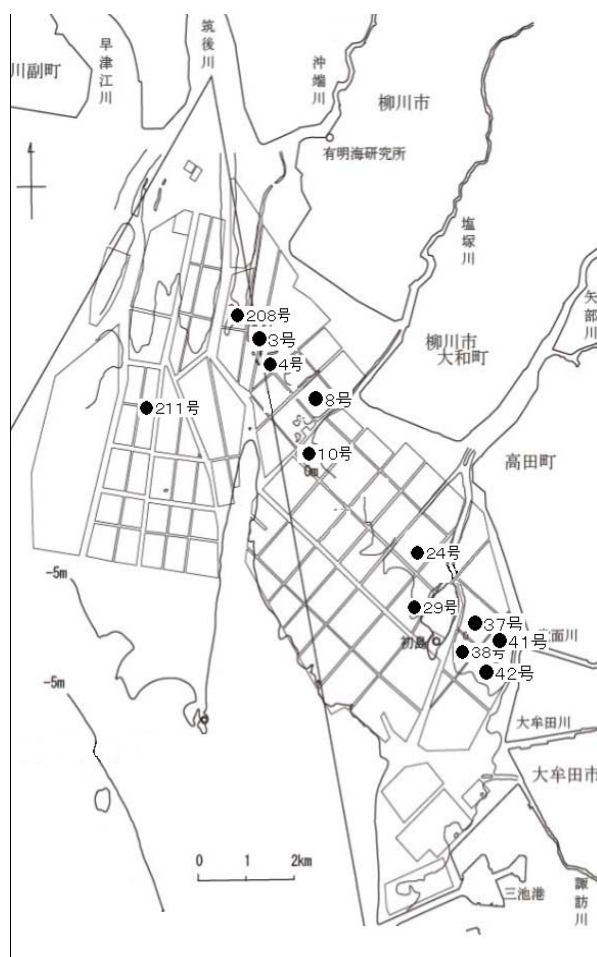 川副町
早津江川
筑後川
沖端川
柳川市
有明海研究所
塩塚川
矢部川
208号
3号
4号
柳川市
大和町
8号
211号
10号
0m
高田町
24号
-5m
29号
37号
初島
41号
面川
38号
42号
-5m
大牟田川
大牟田市
0 1 2km
三池港
諏訪川